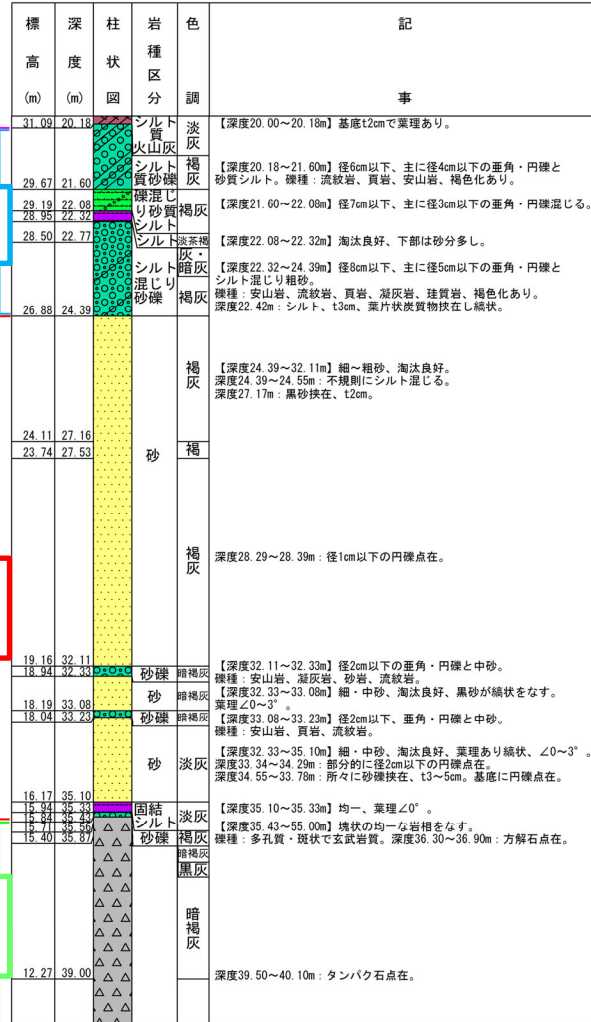 標高(m)
深度(m)
柱状図
岩種区分
色調
記事
31.09 20.18 シルト質火山灰 淡灰 【深度20.00～20.18m】基底t2cmで葉理あり。
29.67 21.60 シルト質砂礫 褐灰 【深度20.18～21.60m】径6cm以下、主に径4cm以下の亜角・円礫と
砂質シルト。礫種：流紋岩、頁岩、安山岩、褐色化あり。
29.19 22.08 礫混じり砂質シルト 褐灰 【深度21.60～22.08m】径7cm以下、主に径3cm以下の亜角・円礫混じる。
28.95 22.32 シルト 淡茶褐 【深度22.08～22.32m】淘汰良好、下部は砂分多し。
28.50 22.77 灰・暗灰
シルト混じり砂礫 【深度22.32～24.39m】径8cm以下、主に径5cm以下の亜角・円礫と
シルト混じり粗砂。
26.88 24.39 褐灰 礫種：安山岩、流紋岩、頁岩、凝灰岩、珪質岩、褐色化あり。
深度22.42m：シルト、t3cm、葉片状炭質物挟在し縞状。
褐灰 【深度24.39～32.11m】細～粗砂、淘汰良好。
深度24.39～24.55m：不規則にシルト混じる。
深度27.17m：黒砂挟在、t2cm。
24.11 27.16
23.74 27.53 砂 褐
褐灰 深度28.29～28.39m：径1cm以下の円礫点在。
19.16 32.11
18.94 32.33 砂礫 暗褐灰 【深度32.11～32.33m】径2cm以下の亜角・円礫と中砂。
礫種：安山岩、凝灰岩、砂岩、流紋岩。
18.19 33.08 砂 暗褐灰 【深度32.33～33.08m】細・中砂、淘汰良好、黒砂が縞状をなす。
葉理∠0～3°。
18.04 33.23 砂礫 暗褐灰 【深度33.08～33.23m】径2cm以下、亜角・円礫と中砂。
礫種：安山岩、頁岩、流紋岩。
16.17 35.10 砂 淡灰 【深度32.33～35.10m】細・中砂、淘汰良好、葉理あり縞状、∠0～3°。
深度33.34～34.29m：部分的に径2cm以下の円礫点在。
深度34.55～33.78m：所々に砂礫挟在、t3～5cm。基底に円礫点在。
15.94 35.33 固結シルト 淡灰 【深度35.10～35.33m】均一、葉理∠0°。
15.84 35.43
15.71 35.56 【深度35.43～55.00m】塊状の均一な岩相をなす。
15.40 35.87 砂礫 褐灰 礫種：多孔質・斑状で玄武岩質。深度36.30～36.90m：方解石点在。
暗褐灰
黒灰
暗褐灰
12.27 39.00 深度39.50～40.10m：タンパク石点在。